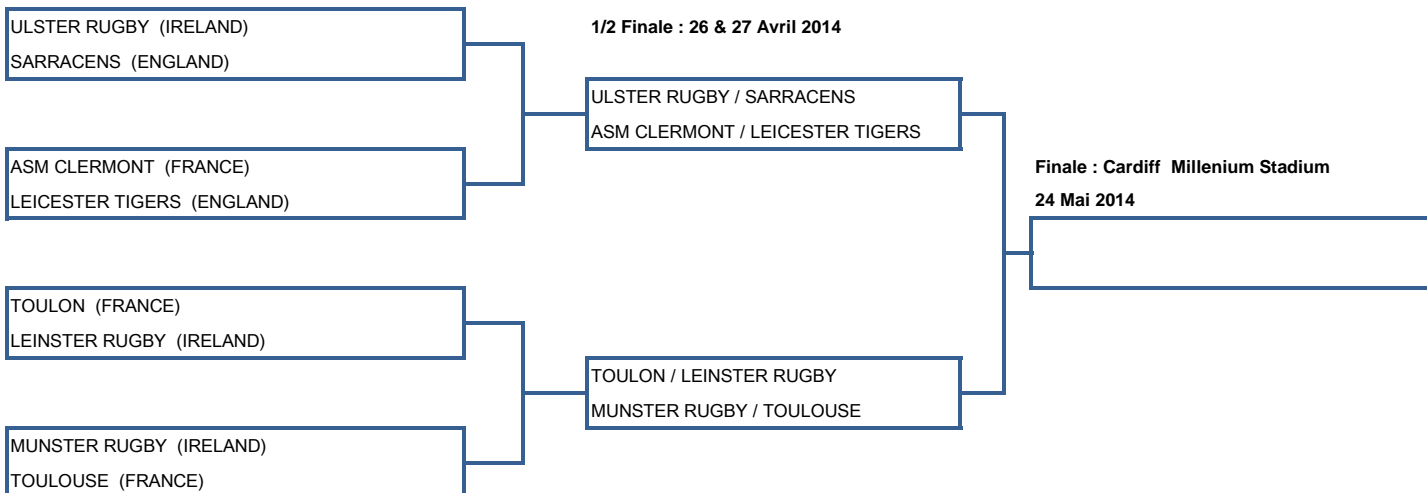 ULSTER RUGBY (IRELAND)
SARRACENS (ENGLAND)
ASM CLERMONT (FRANCE)
LEICESTER TIGERS (ENGLAND)
TOULON (FRANCE)
LEINSTER RUGBY (IRELAND)
MUNSTER RUGBY (IRELAND)
TOULOUSE (FRANCE)
1/2 Finale : 26 & 27 Avril 2014
ULSTER RUGBY / SARRACENS
ASM CLERMONT / LEICESTER TIGERS
TOULON / LEINSTER RUGBY
MUNSTER RUGBY / TOULOUSE
Finale : Cardiff Millenium Stadium
24 Mai 2014